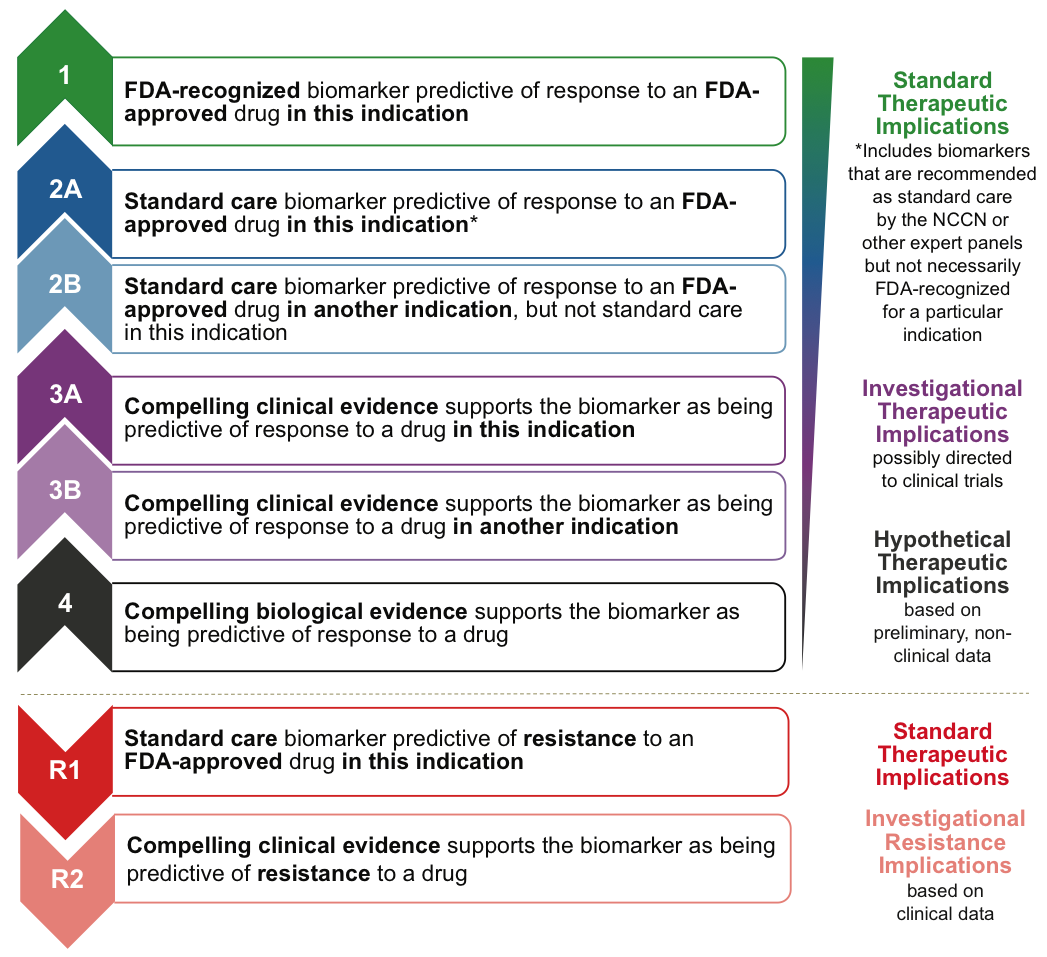 1
FDA-recognized biomarker predictive of response to an FDA-
approved drug in this indication
2A
Standard care biomarker predictive of response to an FDA-
approved drug in this indication*
2B
Standard care biomarker predictive of response to an FDA-
approved drug in another indication, but not standard care
in this indication
3A
Compelling clinical evidence supports the biomarker as being
predictive of response to a drug in this indication
3B
Compelling clinical evidence supports the biomarker as being
predictive of response to a drug in another indication
4
Compelling biological evidence supports the biomarker as
being predictive of response to a drug
R1
Standard care biomarker predictive of resistance to an
FDA-approved drug in this indication
R2
Compelling clinical evidence supports the biomarker as being
predictive of resistance to a drug
Standard
Therapeutic
Implications
*Includes biomarkers
that are recommended
as standard care
by the NCCN or
other expert panels
but not necessarily
FDA-recognized
for a particular
indication
Investigational
Therapeutic
Implications
possibly directed
to clinical trials
Hypothetical
Therapeutic
Implications
based on
preliminary, non-
clinical data
Standard
Therapeutic
Implications
Investigational
Resistance
Implications
based on
clinical data